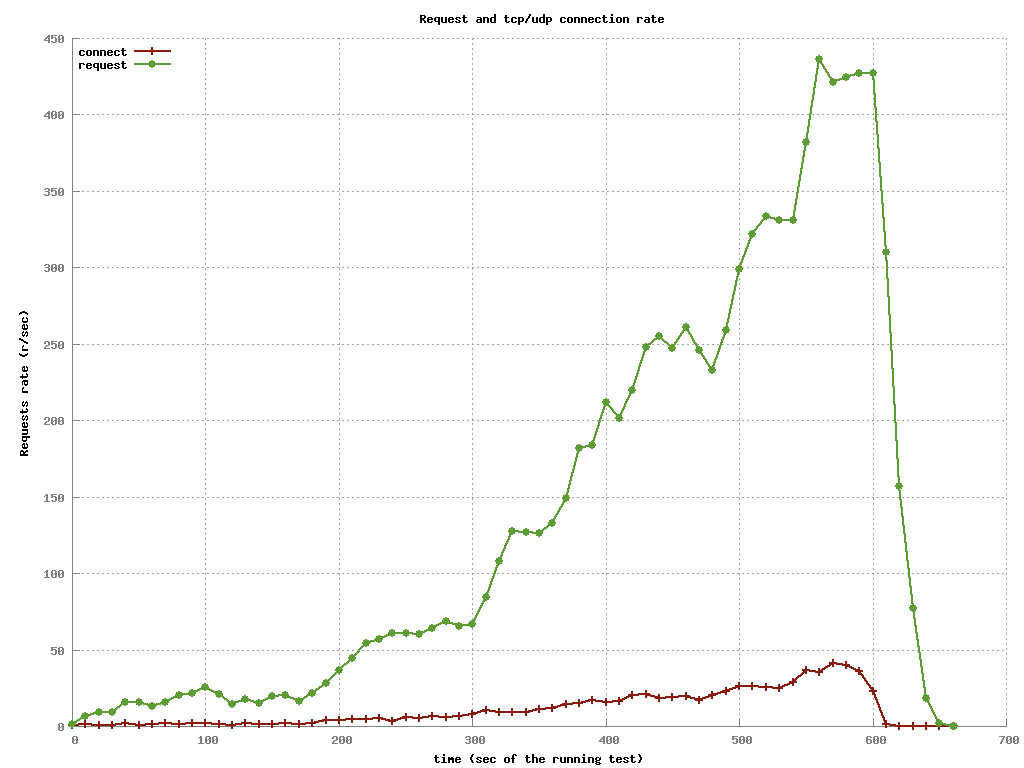 Request and tcp/udp connection rate
connect
request
450
400
350
300
250
200
150
100
50
0
Requests rate (r/sec)
0 100 200 300 400 500 600 700
time (sec of the running test)